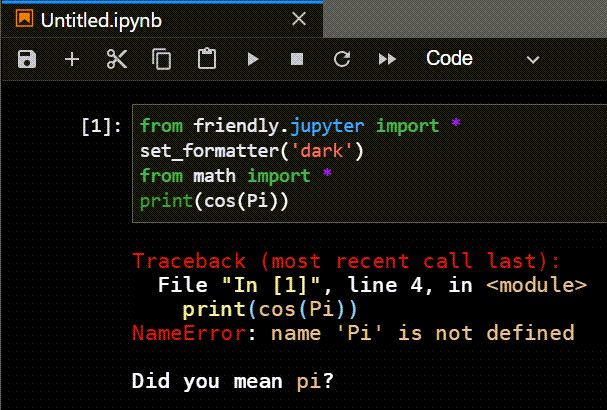 Untitled.ipynb
Code
[1]:
from friendly.jupyter import *
set_formatter('dark')
from math import *
print(cos(Pi))
Traceback (most recent call last):
File "In [1]", line 4, in <module>
print(cos(Pi))
NameError: name 'Pi' is not defined
Did you mean pi?